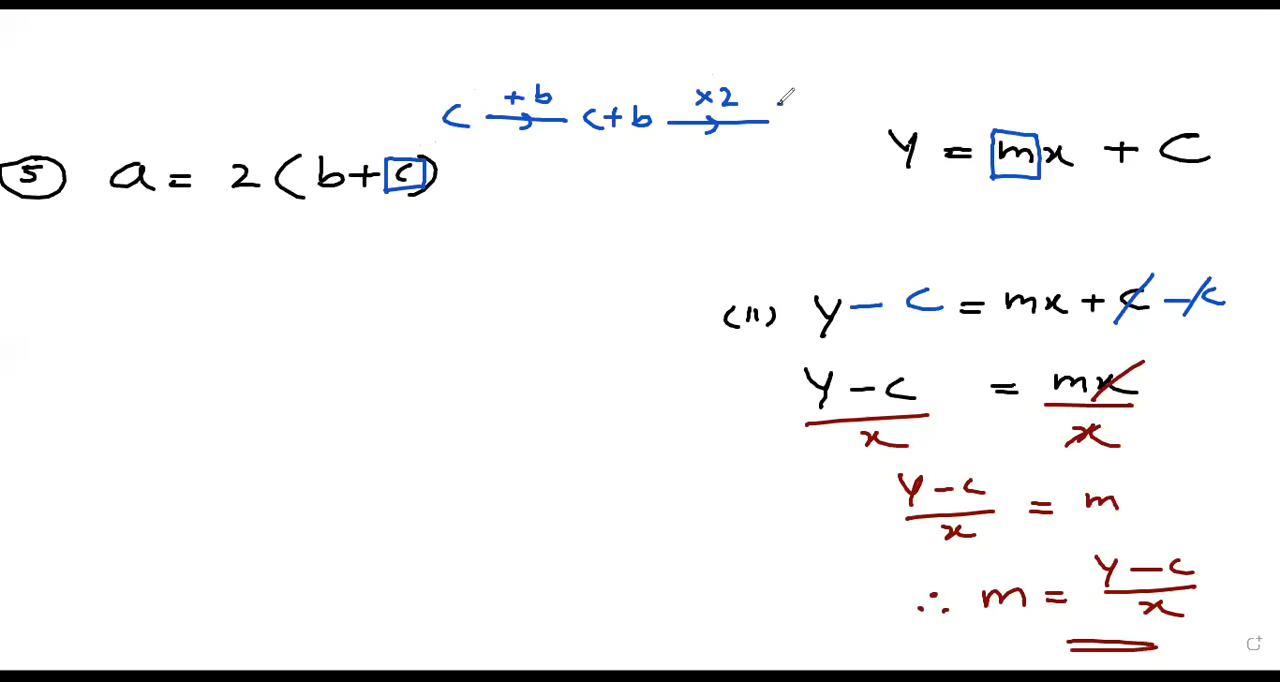 C +b→ C+b ×2→
5 a = 2(b+c)
Y = mx + C
(II) Y - C = mx + C - C
Y - C / x = mx / x
Y - C / x = m
∴ m = Y - C / x